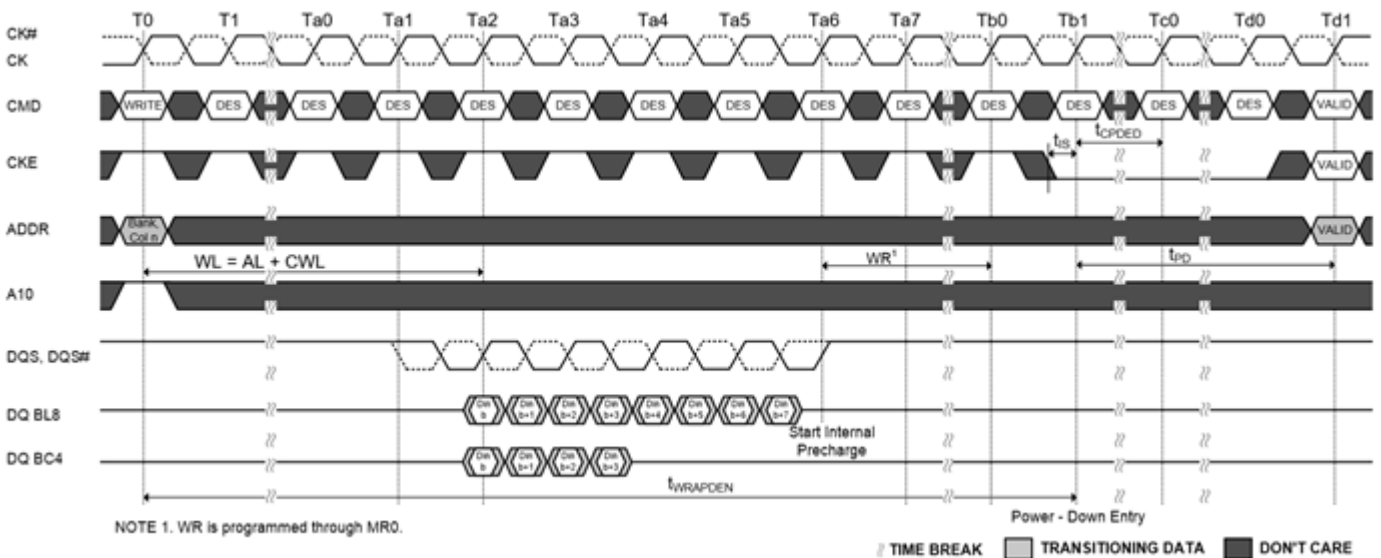 T0 T1 Ta0 Ta1 Ta2 Ta3 Ta4 Ta5 Ta6 Ta7 Tb0 Tb1 Tc0 Td0 Td1
CK#
CK
CMD WRITE DES DES DES DES DES DES DES DES DES DES DES DES DES VALID
tIS tCPDED
CKE VALID
ADDR Bank, Col n VALID
WL = AL + CWL WR1 tPD
A10
DQS, DQS#
DQ BL8 Din b Din b+1 Din b+2 Din b+3 Din b+4 Din b+5 Din b+6 Din b+7
Start Internal
Precharge
DQ BC4 Din b Din b+1 Din b+2 Din b+3
tWRAPDEN
Power - Down Entry
NOTE 1. WR is programmed through MR0.
TIME BREAK TRANSITIONING DATA DON'T CARE